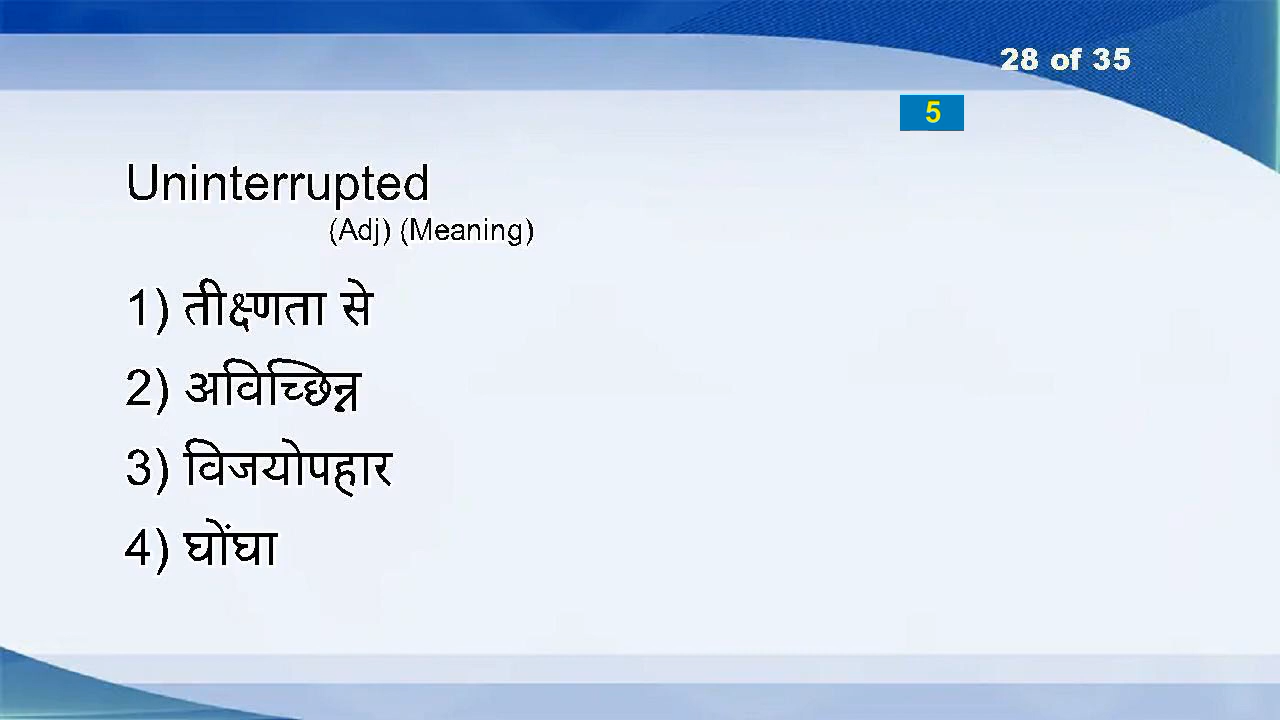 28 of 35
5
Uninterrupted
(Adj) (Meaning)
1) तीक्ष्णता से
2) अविच्छिन्न
3) विजयोपहार
4) घोंघा